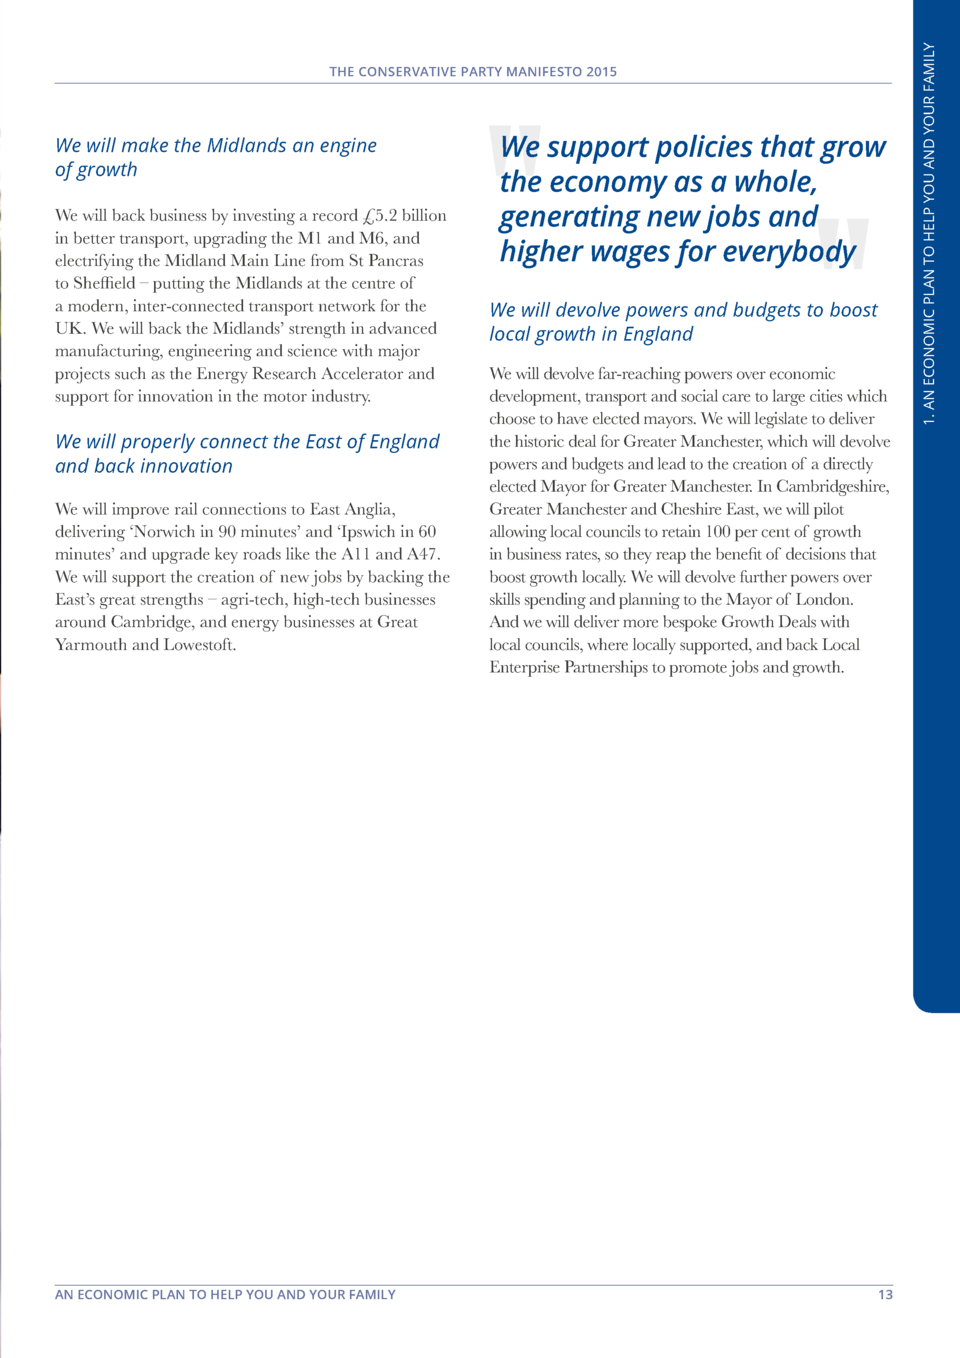 THE CONSERVATIVE PARTY MANIFESTO 2015
We will make the Midlands an engine
of growth
We will back business by investing a record £5.2 billion
in better transport, upgrading the M1 and M6, and
electrifying the Midland Main Line from St Pancras
to Sheffield – putting the Midlands at the centre of
a modern, inter-connected transport network for the
UK. We will back the Midlands’ strength in advanced
manufacturing, engineering and science with major
projects such as the Energy Research Accelerator and
support for innovation in the motor industry.
We will properly connect the East of England
and back innovation
We will improve rail connections to East Anglia,
delivering ‘Norwich in 90 minutes’ and ‘Ipswich in 60
minutes’ and upgrade key roads like the A11 and A47.
We will support the creation of new jobs by backing the
East’s great strengths – agri-tech, high-tech businesses
around Cambridge, and energy businesses at Great
Yarmouth and Lowestoft.
"We support policies that grow
the economy as a whole,
generating new jobs and
higher wages for everybody"
We will devolve powers and budgets to boost
local growth in England
We will devolve far-reaching powers over economic
development, transport and social care to large cities which
choose to have elected mayors. We will legislate to deliver
the historic deal for Greater Manchester, which will devolve
powers and budgets and lead to the creation of a directly
elected Mayor for Greater Manchester. In Cambridgeshire,
Greater Manchester and Cheshire East, we will pilot
allowing local councils to retain 100 per cent of growth
in business rates, so they reap the benefit of decisions that
boost growth locally. We will devolve further powers over
skills spending and planning to the Mayor of London.
And we will deliver more bespoke Growth Deals with
local councils, where locally supported, and back Local
Enterprise Partnerships to promote jobs and growth.
1. AN ECONOMIC PLAN TO HELP YOU AND YOUR FAMILY
AN ECONOMIC PLAN TO HELP YOU AND YOUR FAMILY
13